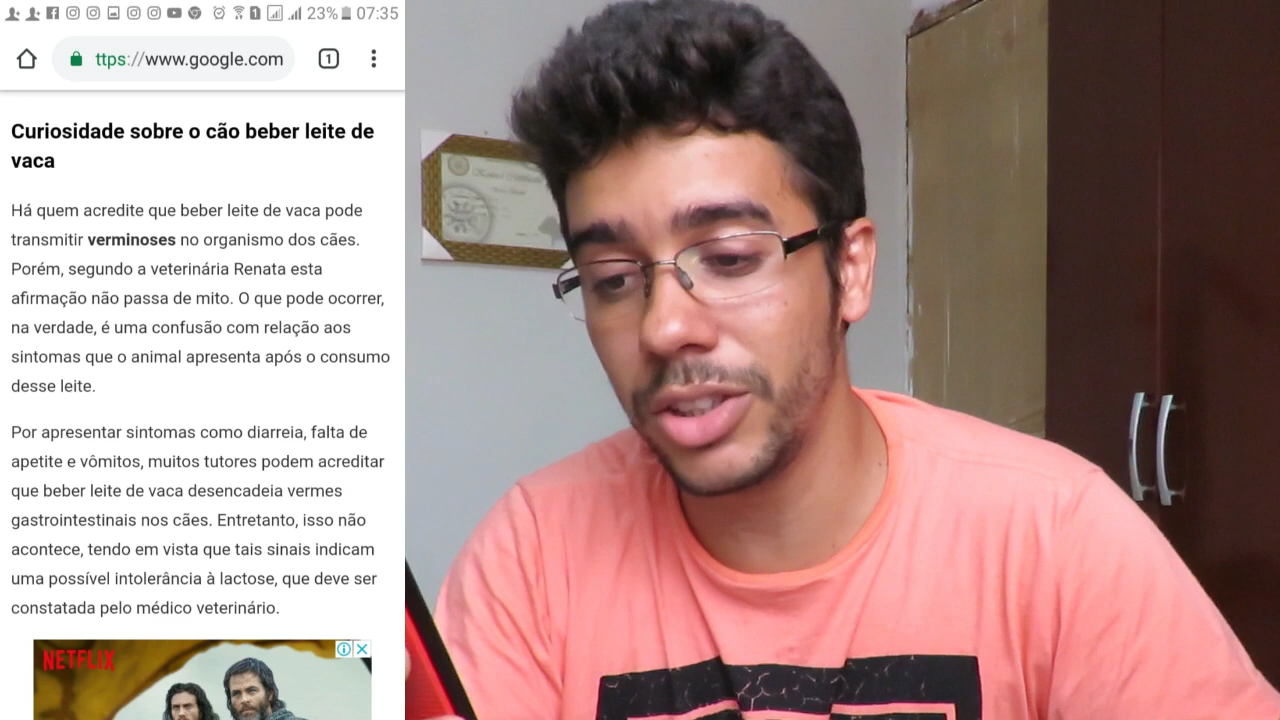 23% 07:35
ttps://www.google.com
1
Curiosidade sobre o cão beber leite de
vaca
Há quem acredite que beber leite de vaca pode
transmitir verminoses no organismo dos cães.
Porém, segundo a veterinária Renata esta
afirmação não passa de mito. O que pode ocorrer,
na verdade, é uma confusão com relação aos
sintomas que o animal apresenta após o consumo
desse leite.
Por apresentar sintomas como diarreia, falta de
apetite e vômitos, muitos tutores podem acreditar
que beber leite de vaca desencadeia vermes
gastrointestinais nos cães. Entretanto, isso não
acontece, tendo em vista que tais sinais indicam
uma possível intolerância à lactose, que deve ser
constatada pelo médico veterinário.
NETFLIX